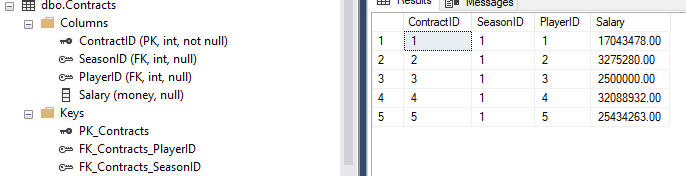 dbo.Contracts
Columns
ContractID (PK, int, not null)
SeasonID (FK, int, null)
PlayerID (FK, int, null)
Salary (money, null)
Keys
PK_Contracts
FK_Contracts_PlayerID
FK_Contracts_SeasonID
Results Messages
ContractID SeasonID PlayerID Salary
1 1 1 1 17043478.00
2 2 1 2 3275280.00
3 3 1 3 2500000.00
4 4 1 4 32088932.00
5 5 1 5 25434263.00